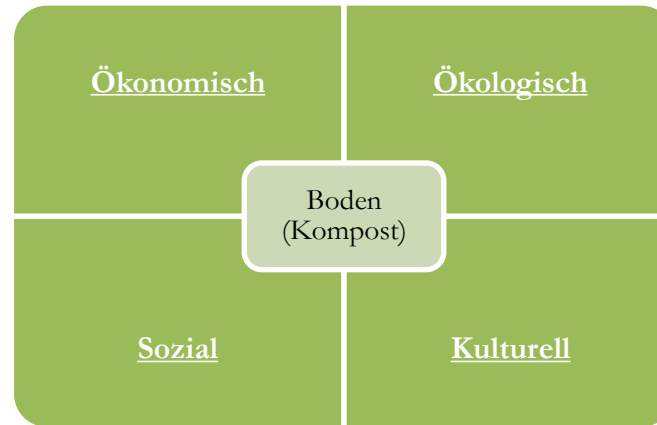 Ökonomisch
Ökologisch
Boden
(Kompost)
Sozial
Kulturell